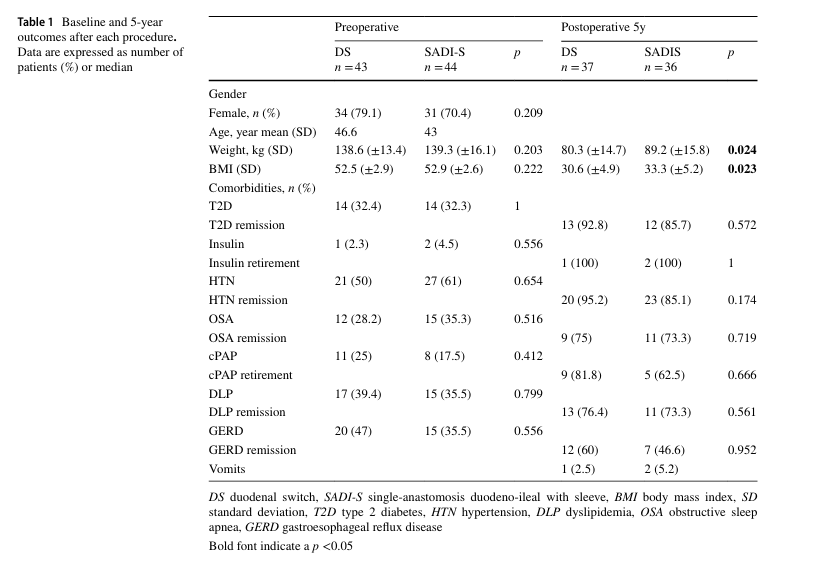 Table 1 Baseline and 5-year
outcomes after each procedure.
Data are expressed as number of
patients (%) or median
Preoperative Postoperative 5y
DS SADI-S p DS SADIS p
n = 43 n = 44 n = 37 n = 36
Gender
Female, n (%) 34 (79.1) 31 (70.4) 0.209
Age, year mean (SD) 46.6 43
Weight, kg (SD) 138.6 (±13.4) 139.3 (±16.1) 0.203 80.3 (±14.7) 89.2 (±15.8) 0.024
BMI (SD) 52.5 (±2.9) 52.9 (±2.6) 0.222 30.6 (±4.9) 33.3 (±5.2) 0.023
Comorbidities, n (%)
T2D 14 (32.4) 14 (32.3) 1
T2D remission 13 (92.8) 12 (85.7) 0.572
Insulin 1 (2.3) 2 (4.5) 0.556
Insulin retirement 1 (100) 2 (100) 1
HTN 21 (50) 27 (61) 0.654
HTN remission 20 (95.2) 23 (85.1) 0.174
OSA 12 (28.2) 15 (35.3) 0.516
OSA remission 9 (75) 11 (73.3) 0.719
cPAP 11 (25) 8 (17.5) 0.412
cPAP retirement 9 (81.8) 5 (62.5) 0.666
DLP 17 (39.4) 15 (35.5) 0.799
DLP remission 13 (76.4) 11 (73.3) 0.561
GERD 20 (47) 15 (35.5) 0.556
GERD remission 12 (60) 7 (46.6) 0.952
Vomits 1 (2.5) 2 (5.2)
DS duodenal switch, SADI-S single-anastomosis duodeno-ileal with sleeve, BMI body mass index, SD
standard deviation, T2D type 2 diabetes, HTN hypertension, DLP dyslipidemia, OSA obstructive sleep
apnea, GERD gastroesophageal reflux disease
Bold font indicate a p <0.05